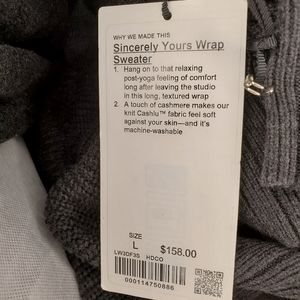 WHY WE MADE THIS
Sincerely Yours Wrap
Sweater
1. Hang on to that relaxing
post-yoga feeling of comfort
long after leaving the studio
in this long, textured wrap
2. A touch of cashmere makes our
knit Cashlu™ fabric feel soft
against your skin—and it's
machine-washable
SIZE
L $158.00
LW3DF3S HDCO
000114750886